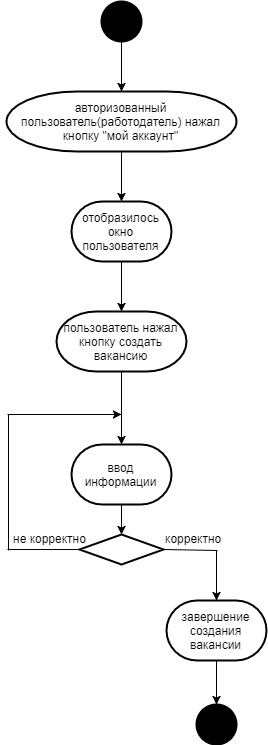 авторизованный
пользователь(работодатель) нажал
кнопку "мой аккаунт"
отобразилось
окно
пользователя
пользователь нажал
кнопку создать
вакансию
ввод
информации
не корректно
корректно
завершение
создания
вакансии